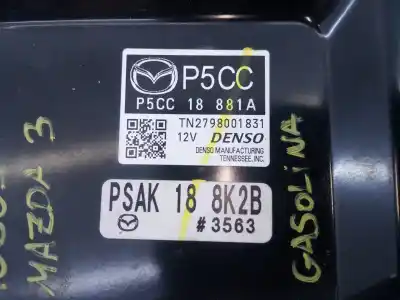 P5CC
P5CC 18 881A
TN2798001831
12V DENSO
DENSO MANUFACTURING
TENNESSEE, INC.
PSAK 18 8K2B
#3563
MAZDA 3
GASOLINA